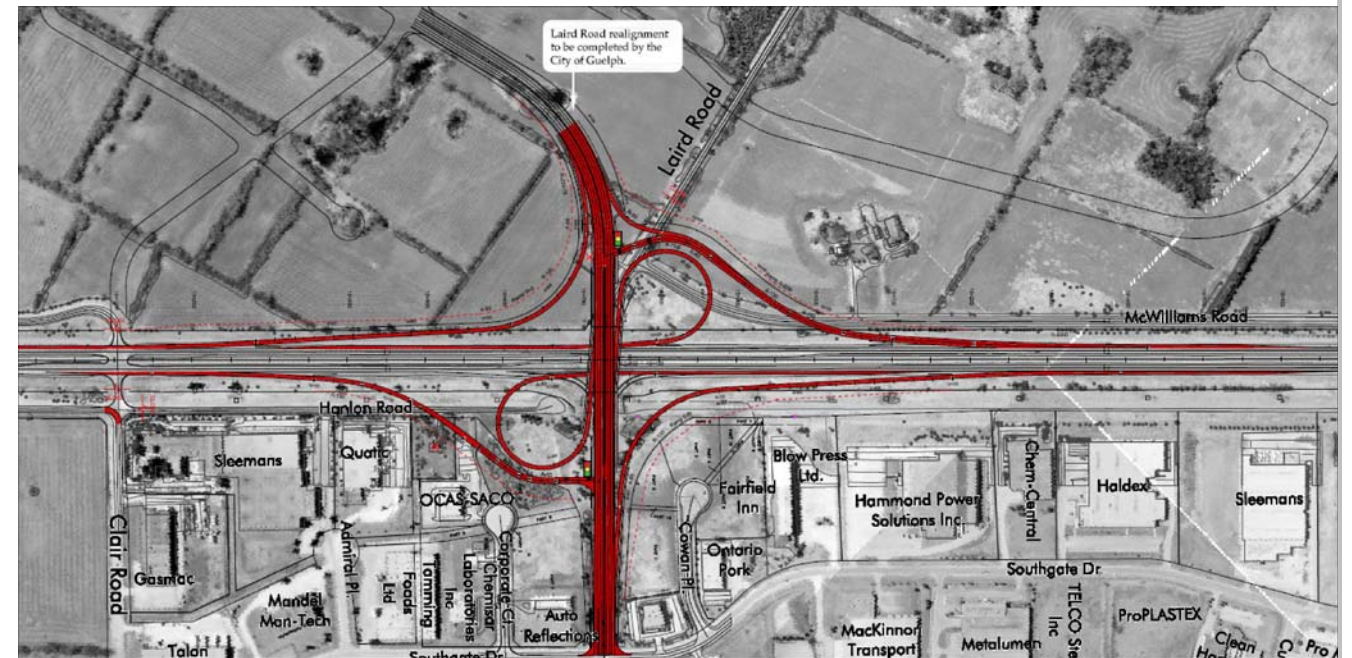 Laird Road realignment
to be completed by the
City of Guelph.
Laird Road
McWilliams Road
Hanlon Road
Sleemans
Quatic
OCAS-SACO
Clair Road
Gasmac
Admiral Pl.
Mandel
Man-Tech
Talon
Foods
Ltd
Tamming
Inc
Laboratories
Chemisar
Corporate Ct.
Auto
Reflections
Southgate Dr.
Cowan Pl.
Fairfield
Inn
Ontario
Pork
Blow Press
Ltd.
Hammond Power
Solutions Inc.
Chem-Central
Haldex
Sleemans
Southgate Dr.
MacKinnon
Transport
Metalumen
TELCO Ste
Inc
ProPLASTEX
Clean